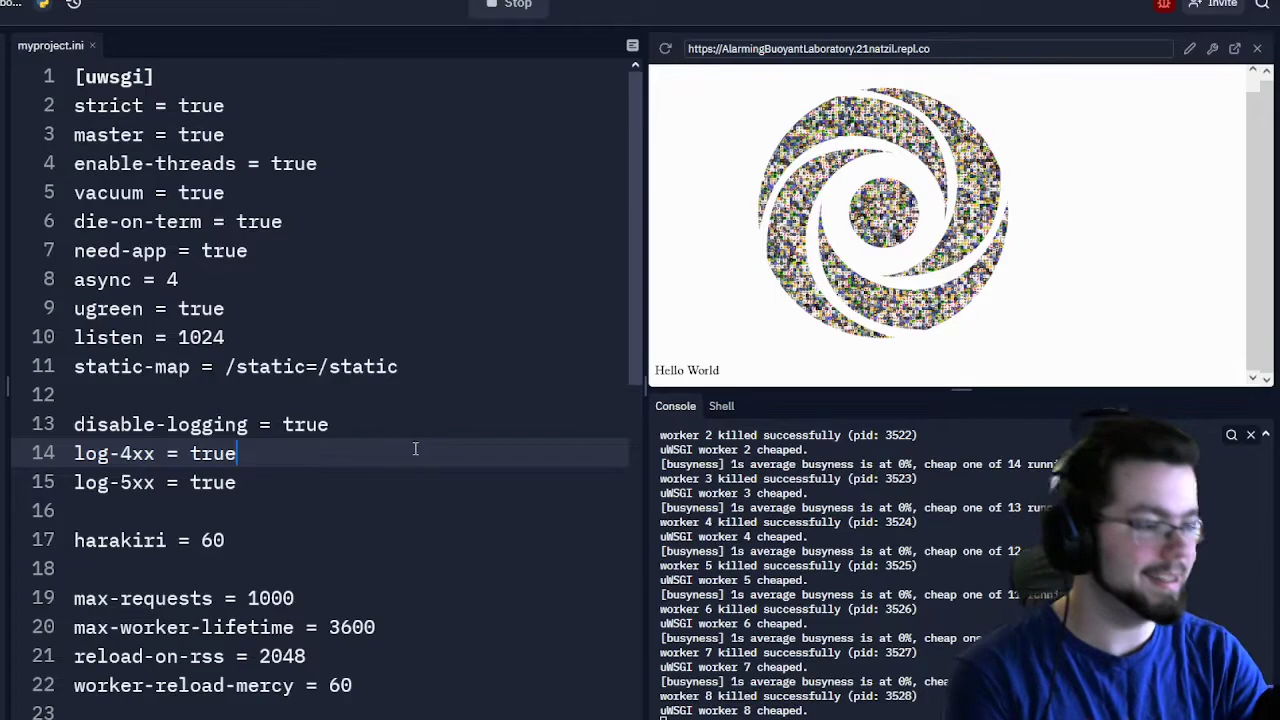 Stop
Invite
myproject.ini
1 [uwsgi]
2 strict = true
3 master = true
4 enable-threads = true
5 vacuum = true
6 die-on-term = true
7 need-app = true
8 async = 4
9 ugreen = true
10 listen = 1024
11 static-map = /static=/static
12
13 disable-logging = true
14 log-4xx = true
15 log-5xx = true
16
17 harakiri = 60
18
19 max-requests = 1000
20 max-worker-lifetime = 3600
21 reload-on-rss = 2048
22 worker-reload-mercy = 60
23
https://AlarmingBuoyantLaboratory.21natzil.repl.co
Hello World
Console Shell
worker 2 killed successfully (pid: 3522)
uWSGI worker 2 cheaped.
[busyness] 1s average busyness is at 0%, cheap one of 14
worker 3 killed successfully (pid: 3523)
uWSGI worker 3 cheaped.
[busyness] 1s average busyness is at 0%, cheap one of 13
worker 4 killed successfully (pid: 3524)
uWSGI worker 4 cheaped.
[busyness] 1s average busyness is at 0%, cheap one of 12
worker 5 killed successfully (pid: 3525)
uWSGI worker 5 cheaped.
[busyness] 1s average busyness is at 0%, cheap one of
worker 6 killed successfully (pid: 3526)
uWSGI worker 6 cheaped.
[busyness] 1s average busyness is at 0%, cheap
worker 7 killed successfully (pid: 3527)
uWSGI worker 7 cheaped.
[busyness] 1s average busyness is at 0%,
worker 8 killed successfully (pid: 3528)
uWSGI worker 8 cheaped.